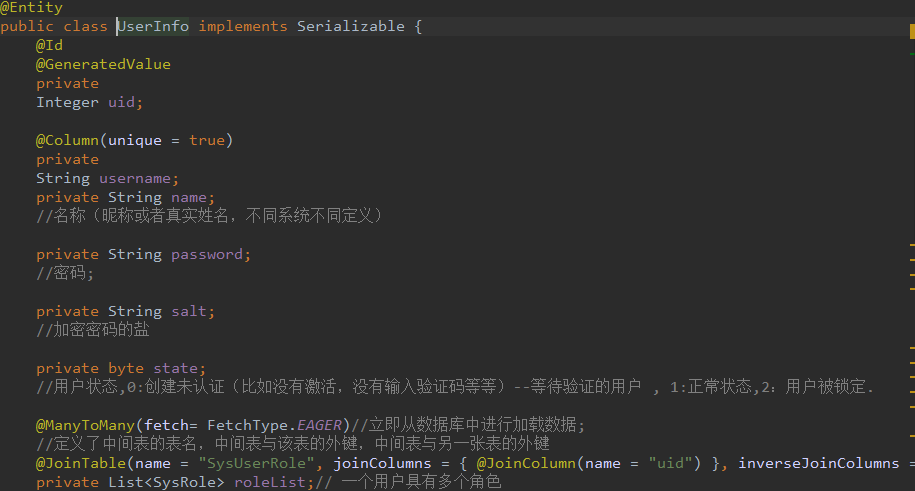 @Entity
public class UserInfo implements Serializable {
@Id
@GeneratedValue
private
Integer uid;
@Column(unique = true)
private
String username;
private String name;
//名称（昵称或者真实姓名，不同系统不同定义）
private String password;
//密码;
private String salt;
//加密密码的盐
private byte state;
//用户状态,0:创建未认证（比如没有激活，没有输入验证码等等）--等待验证的用户 , 1:正常状态,2：用户被锁定.
@ManyToMany(fetch= FetchType.EAGER)//立即从数据库中进行加载数据;
//定义了中间表的表名，中间表与该表的外键，中间表与另一张表的外键
@JoinTable(name = "SysUserRole", joinColumns = { @JoinColumn(name = "uid") }, inverseJoinColumns =
private List<SysRole> roleList;// 一个用户具有多个角色